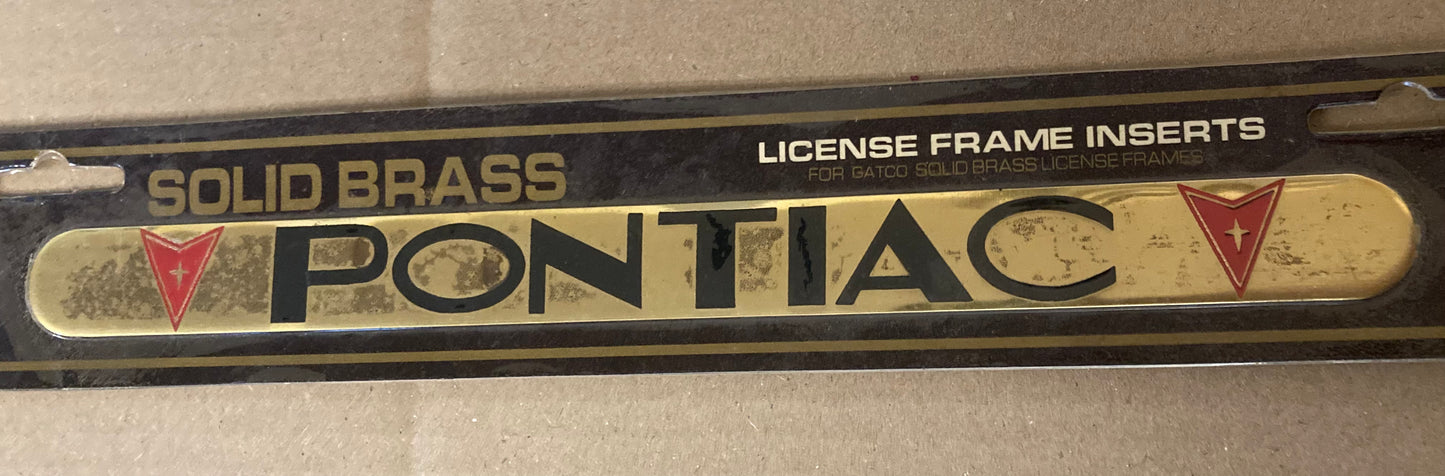 SOLID BRASS
LICENSE FRAME INSERTS
FOR GATCO SOLID BRASS LICENSE FRAMES
PONTIAC